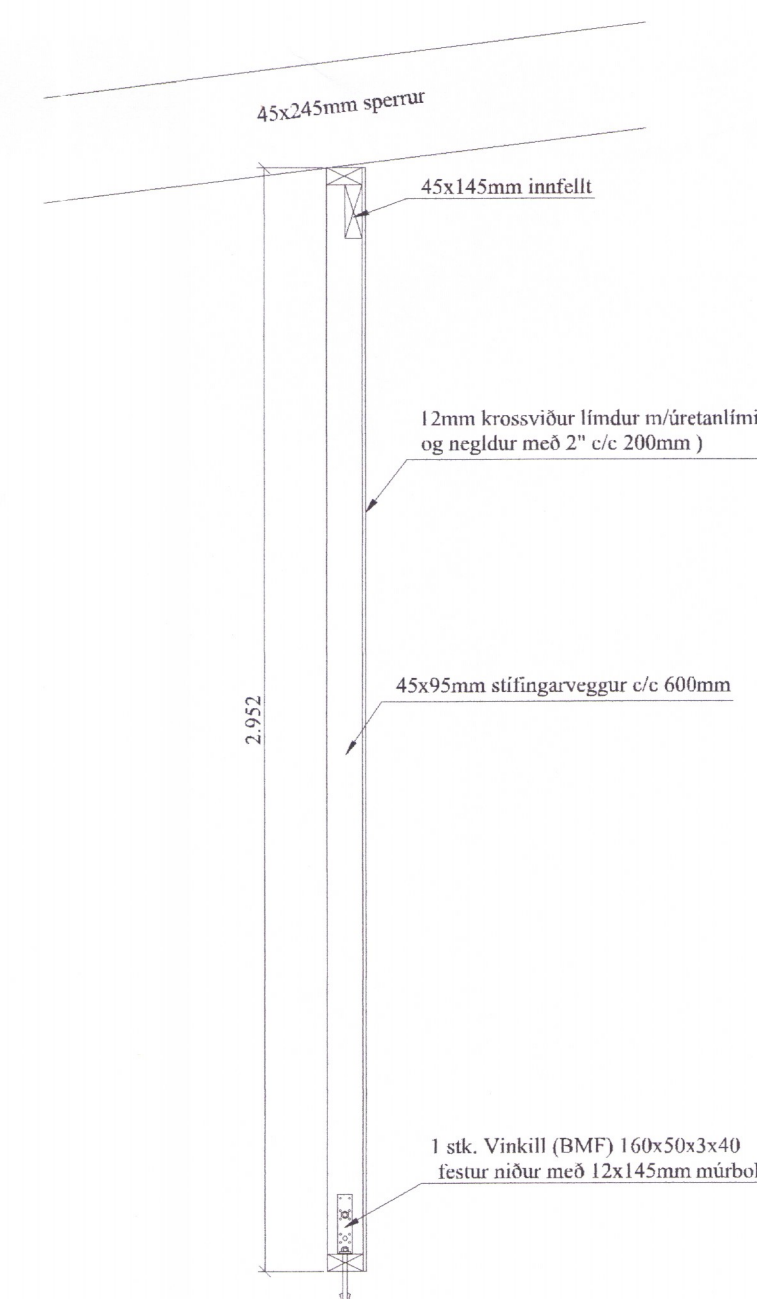 45x245mm sperrur
45x145mm innfellt
12mm krossviður límdur m/úretanlími
og negldur með 2" c/c 200mm )
45x95mm stífingarveggur c/c 600mm
2.952
1 stk. Vinkill (BMF) 160x50x3x40
festur niður með 12x145mm